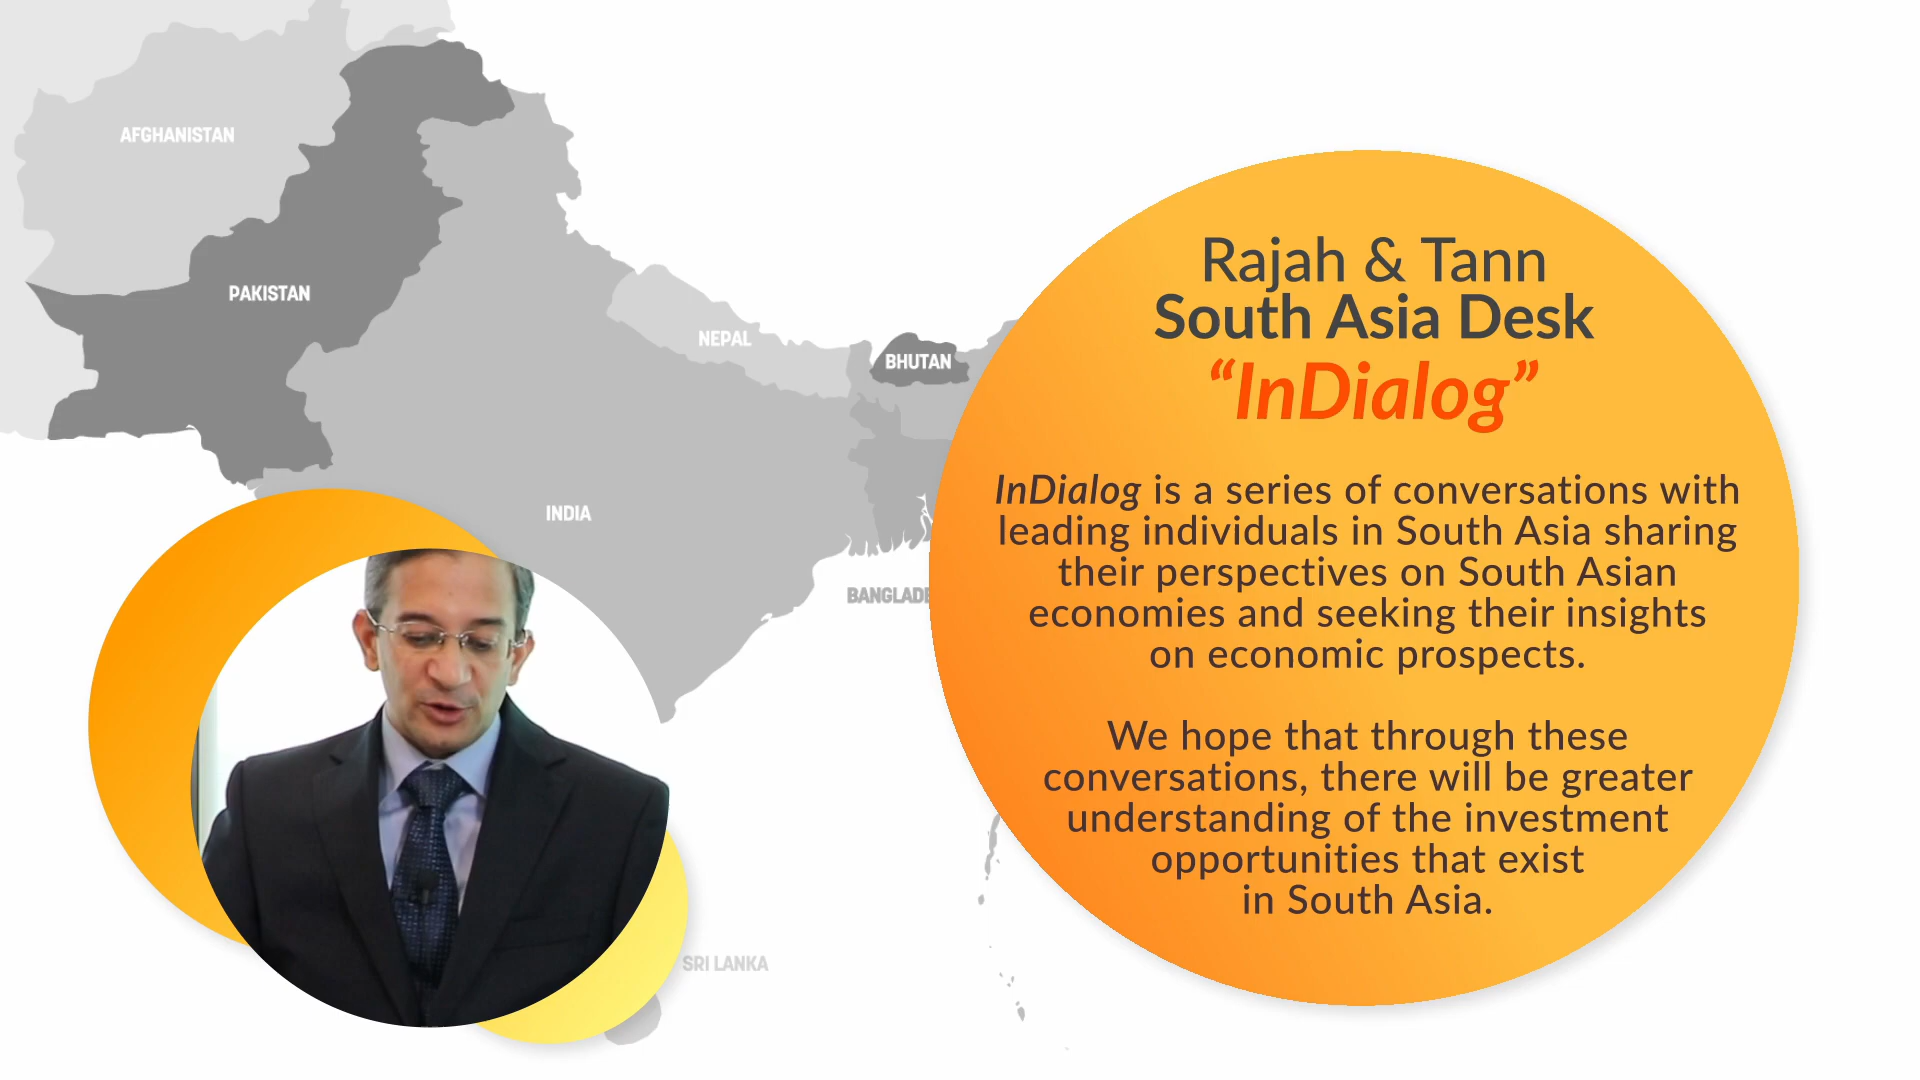 AFGHANISTAN
PAKISTAN
NEPAL
BHUTAN
INDIA
BANGLADE
SRI LANKA
Rajah & Tann
South Asia Desk
“InDialog”
InDialog is a series of conversations with
leading individuals in South Asia sharing
their perspectives on South Asian
economies and seeking their insights
on economic prospects.
We hope that through these
conversations, there will be greater
understanding of the investment
opportunities that exist
in South Asia.